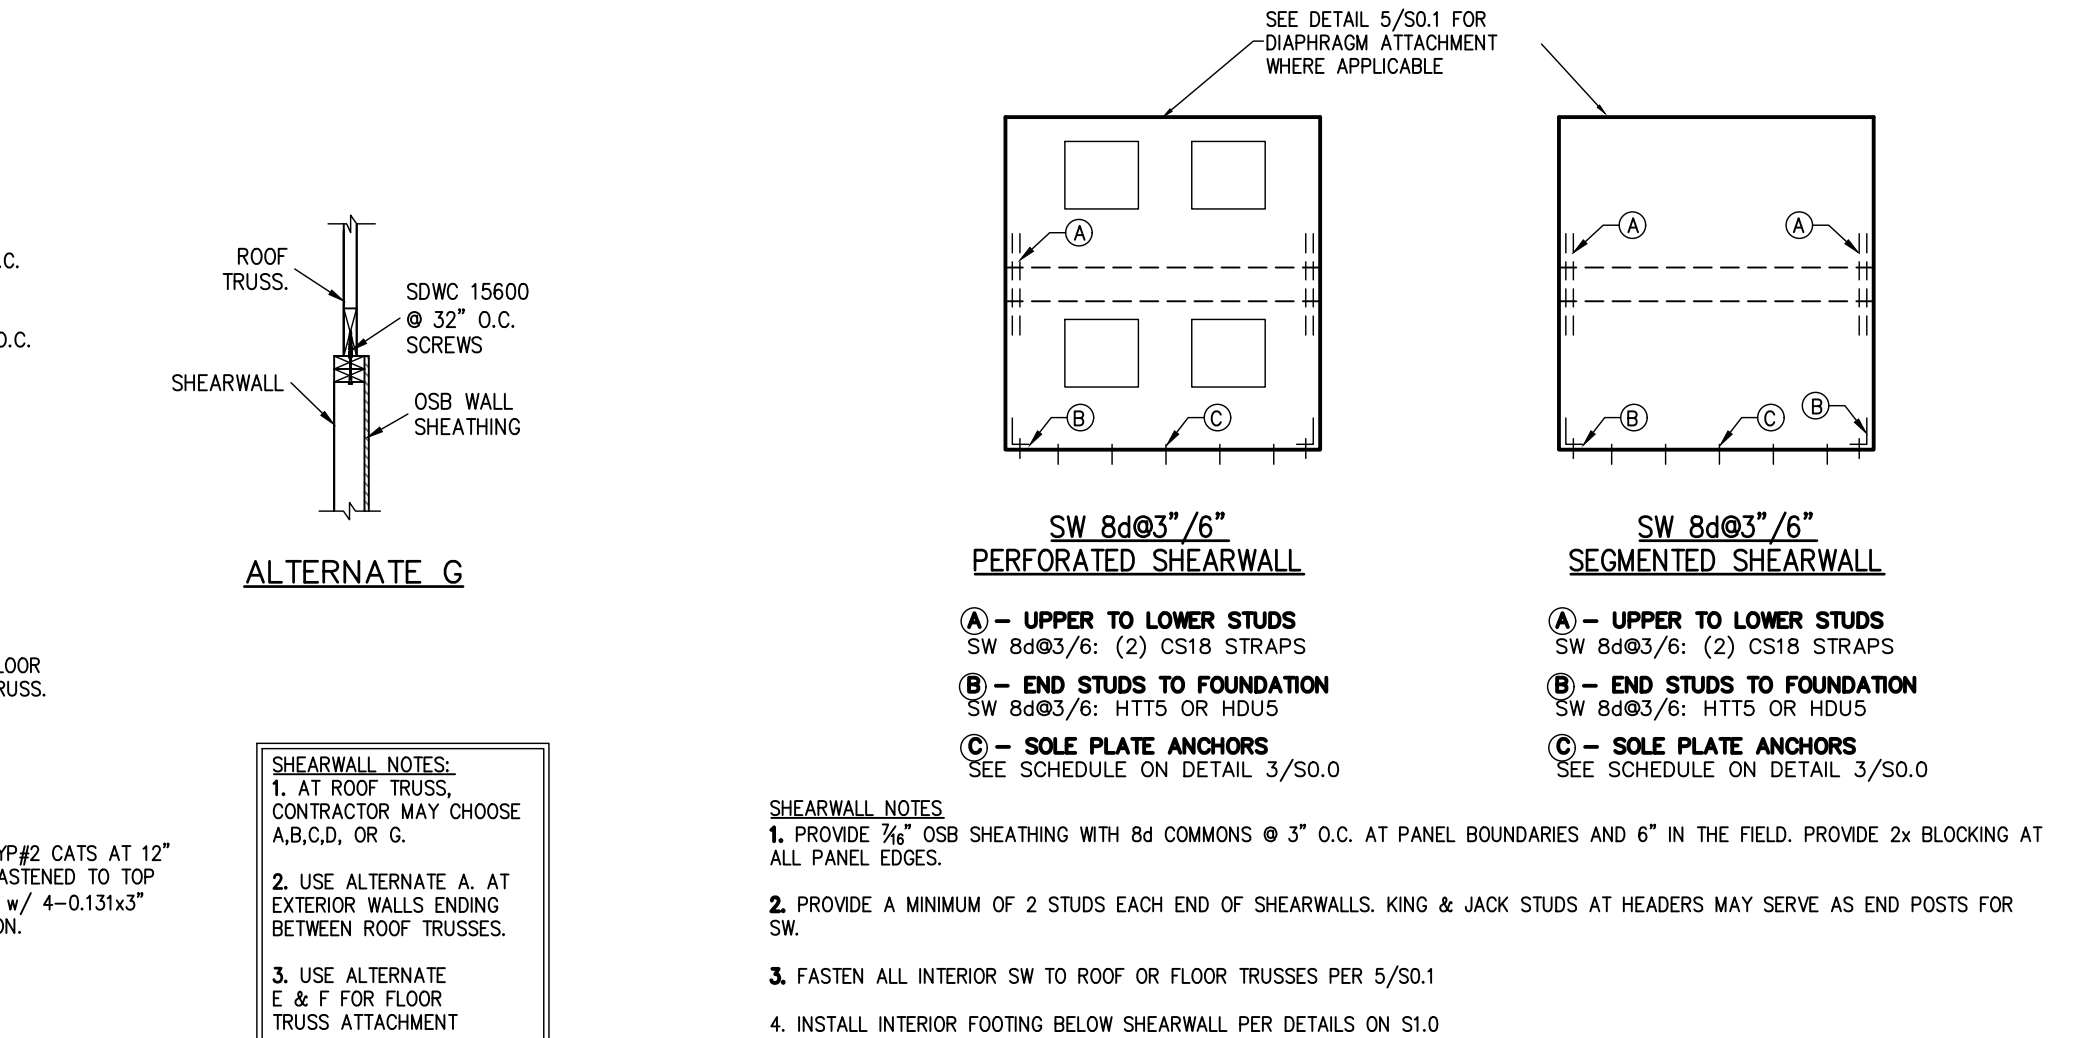 SEE DETAIL 5/S0.1 FOR
DIAPHRAGM ATTACHMENT
WHERE APPLICABLE
.C.
O.C.
ROOF
TRUSS.
SDWC 15600
@ 32" O.C.
SCREWS
SHEARWALL
OSB WALL
SHEATHING
ALTERNATE G
A
B
C
A
A
B
C
B
SW 8d@3"/6"
PERFORATED SHEARWALL
A – UPPER TO LOWER STUDS
SW 8d@3/6: (2) CS18 STRAPS
B – END STUDS TO FOUNDATION
SW 8d@3/6: HTT5 OR HDU5
C – SOLE PLATE ANCHORS
SEE SCHEDULE ON DETAIL 3/S0.0
SW 8d@3"/6"
SEGMENTED SHEARWALL
A – UPPER TO LOWER STUDS
SW 8d@3/6: (2) CS18 STRAPS
B – END STUDS TO FOUNDATION
SW 8d@3/6: HTT5 OR HDU5
C – SOLE PLATE ANCHORS
SEE SCHEDULE ON DETAIL 3/S0.0
LOOR
RUSS.
YP#2 CATS AT 12"
ASTENED TO TOP
w/ 4–0.131x3"
ON.
SHEARWALL NOTES:
1. AT ROOF TRUSS,
CONTRACTOR MAY CHOOSE
A,B,C,D, OR G.
2. USE ALTERNATE A. AT
EXTERIOR WALLS ENDING
BETWEEN ROOF TRUSSES.
3. USE ALTERNATE
E & F FOR FLOOR
TRUSS ATTACHMENT
SHEARWALL NOTES
1. PROVIDE 7/16" OSB SHEATHING WITH 8d COMMONS @ 3" O.C. AT PANEL BOUNDARIES AND 6" IN THE FIELD. PROVIDE 2x BLOCKING AT
ALL PANEL EDGES.
2. PROVIDE A MINIMUM OF 2 STUDS EACH END OF SHEARWALLS. KING & JACK STUDS AT HEADERS MAY SERVE AS END POSTS FOR
SW.
3. FASTEN ALL INTERIOR SW TO ROOF OR FLOOR TRUSSES PER 5/S0.1
4. INSTALL INTERIOR FOOTING BELOW SHEARWALL PER DETAILS ON S1.0